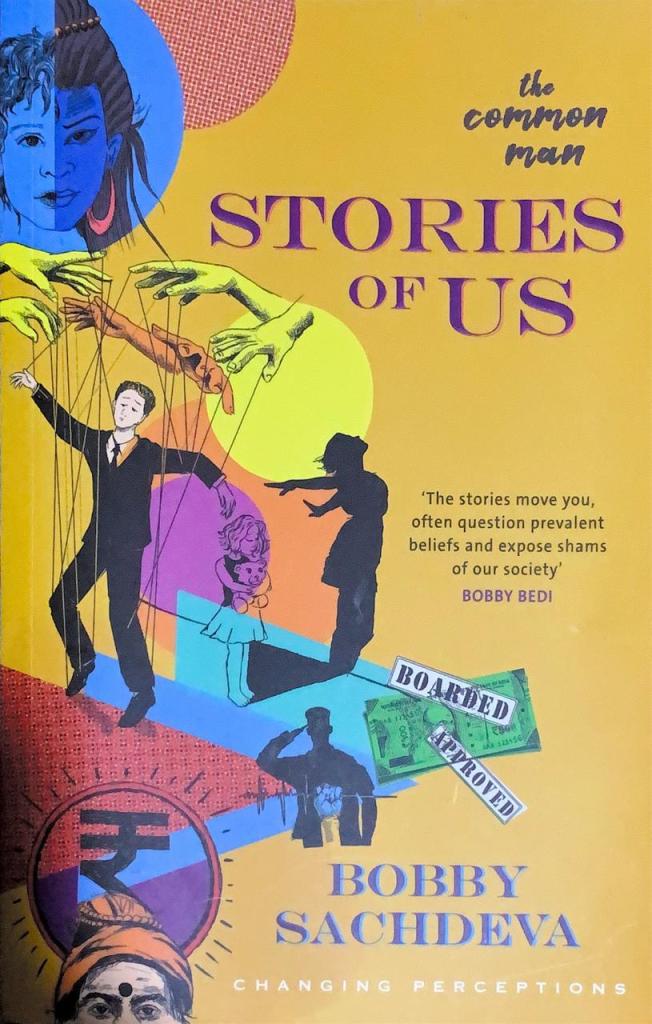 the
common
man
STORIES
OF US
‘The stories move you,
often question prevalent
beliefs and expose shams
of our society’
BOBBY BEDI
BOARDED
APPROVED
₹
BOBBY
SACHDEVA
CHANGING PERCEPTIONS